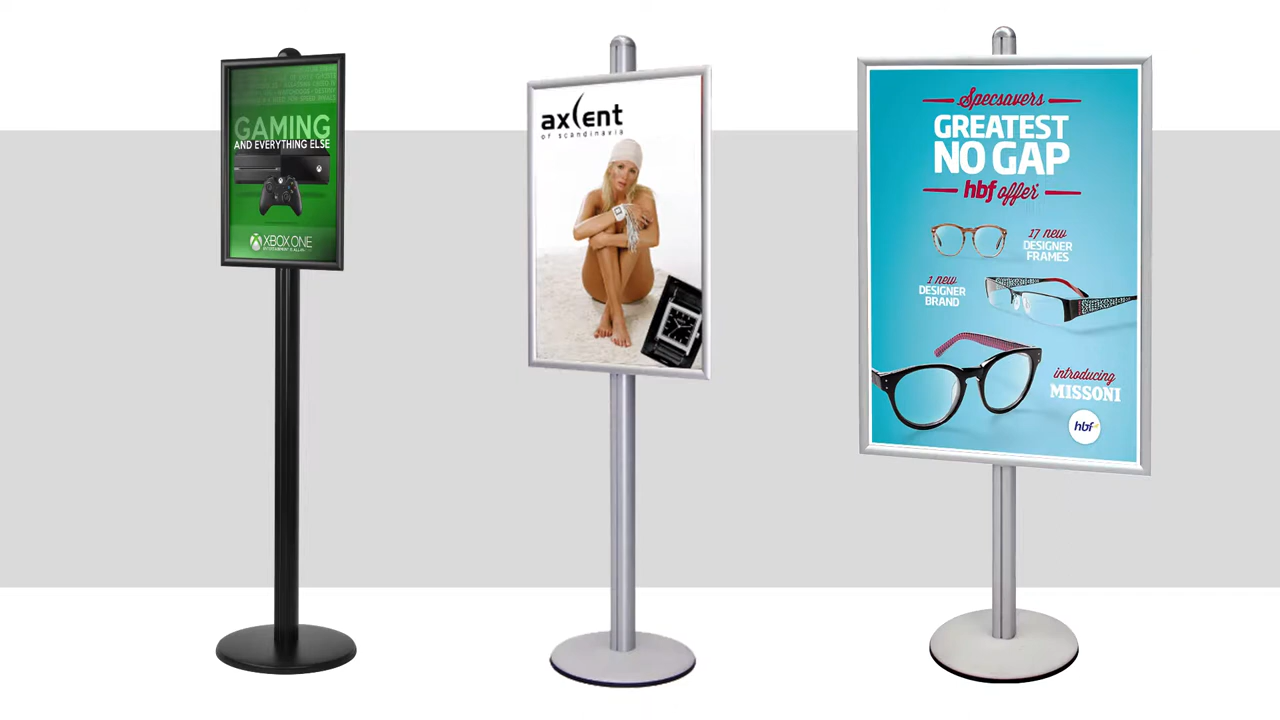 GAMING
AND EVERYTHING ELSE
XBOX ONE
axcent
of scandinavia
Specsavers
GREATEST
NO GAP
hbf offer
17 new
DESIGNER
FRAMES
1 new
DESIGNER
BRAND
introducing
MISSONI
hbf